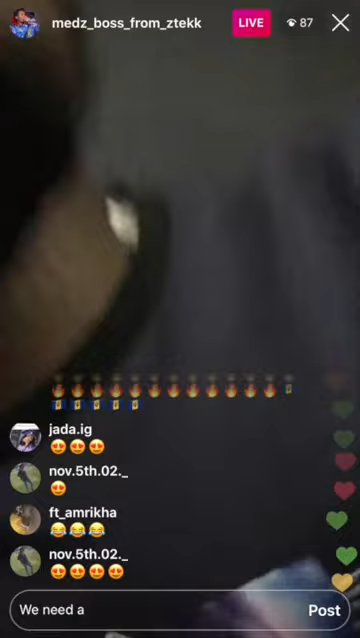 medz_boss_from_ztekk LIVE 87
🔥🔥🔥🔥🔥🔥🔥🔥🔥🔥🔥🔥🇧🇧
🇧🇧🇧🇧🇧🇧🇧🇧🇧🇧
jada.ig
😍😍😍
nov.5th.02._
😍
ft_amrikha
😂😂😂
nov.5th.02._
😍😍😍😍
We need a Post